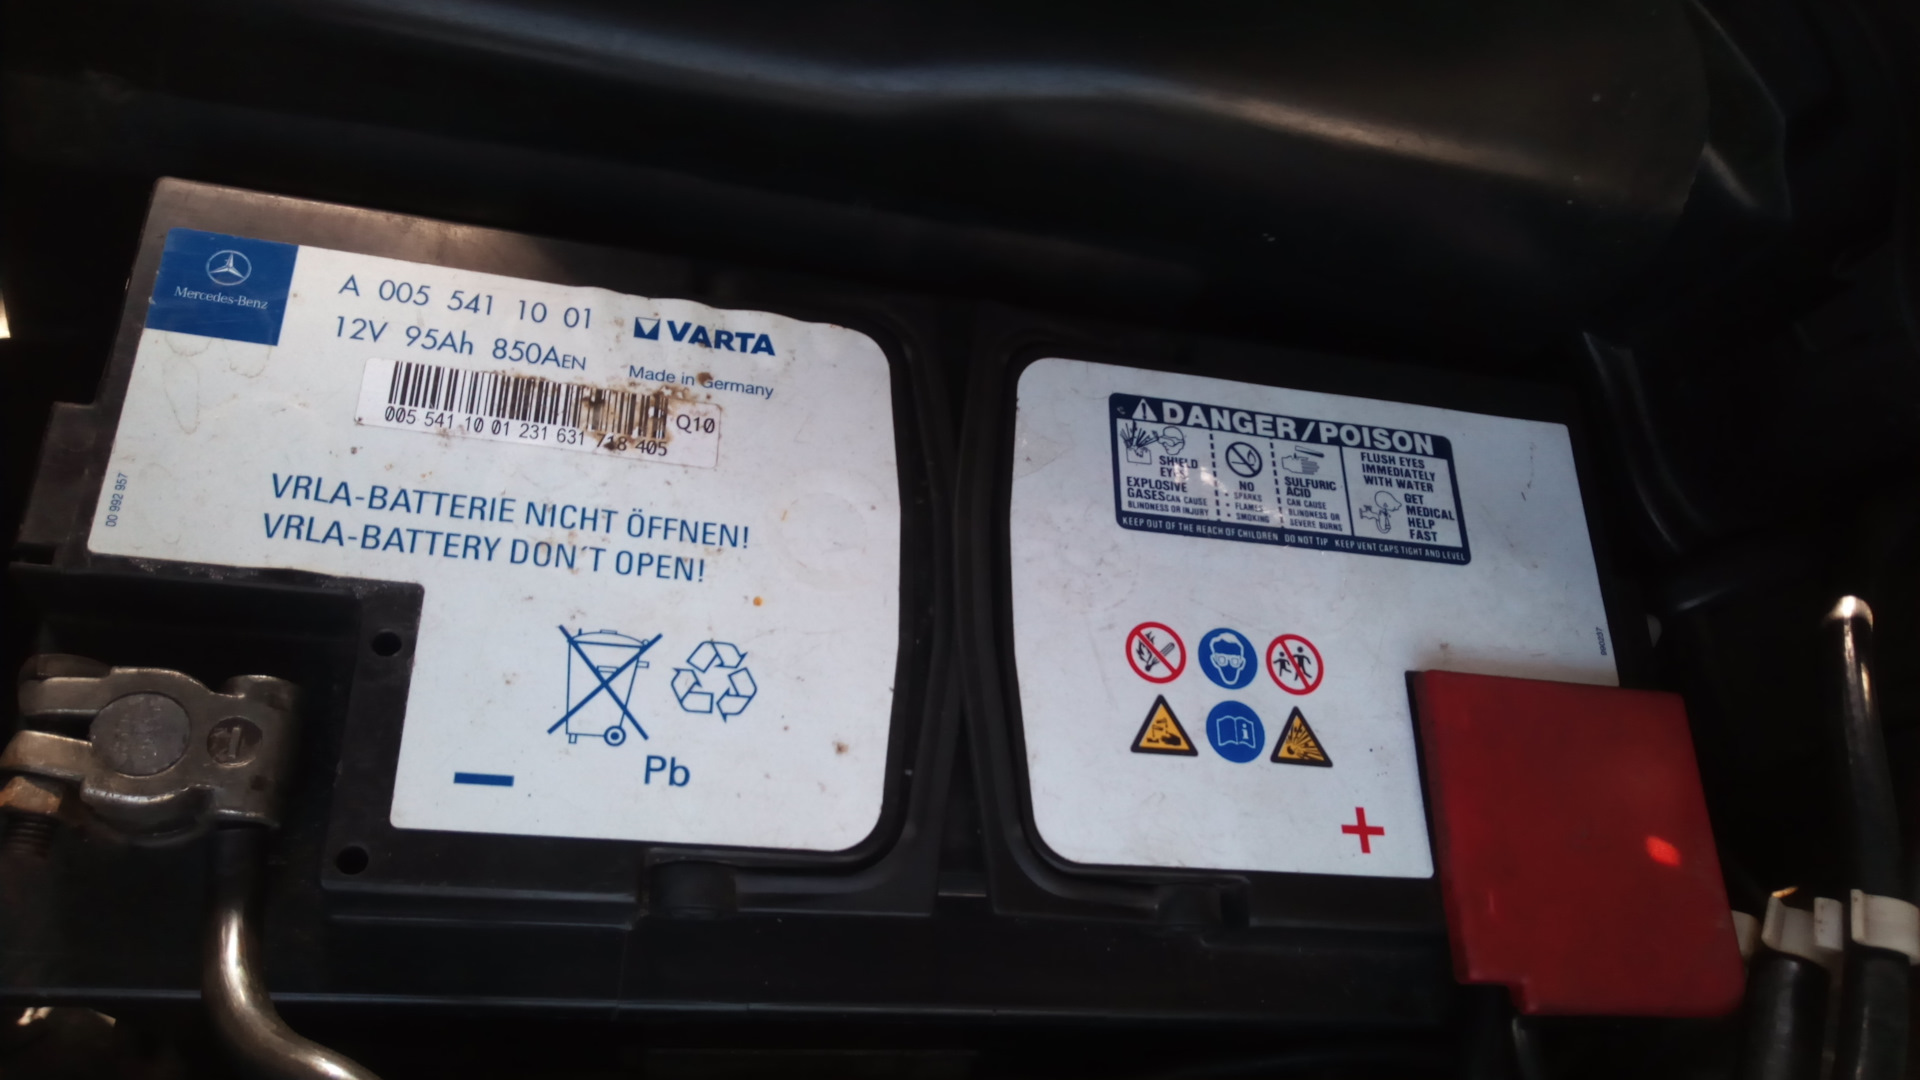 Mercedes-Benz
A 005 541 10 01
12V 95Ah 850AEN
VARTA
Made in Germany
005 541 10 01 231 631 718 405
Q10
00 992 957
VRLA-BATTERIE NICHT ÖFFNEN!
VRLA-BATTERY DON´T OPEN!
Pb
DANGER/POISON
SHIELD
EYES
EXPLOSIVE
GASES CAN CAUSE
BLINDNESS OR INJURY
NO
• SPARKS
• FLAMES
• SMOKING
SULFURIC
ACID
CAN CAUSE
BLINDNESS OR
SEVERE BURNS
FLUSH EYES
IMMEDIATELY
WITH WATER
GET
MEDICAL
HELP
FAST
KEEP OUT OF THE REACH OF CHILDREN DO NOT TIP KEEP VENT CAPS TIGHT AND LEVEL